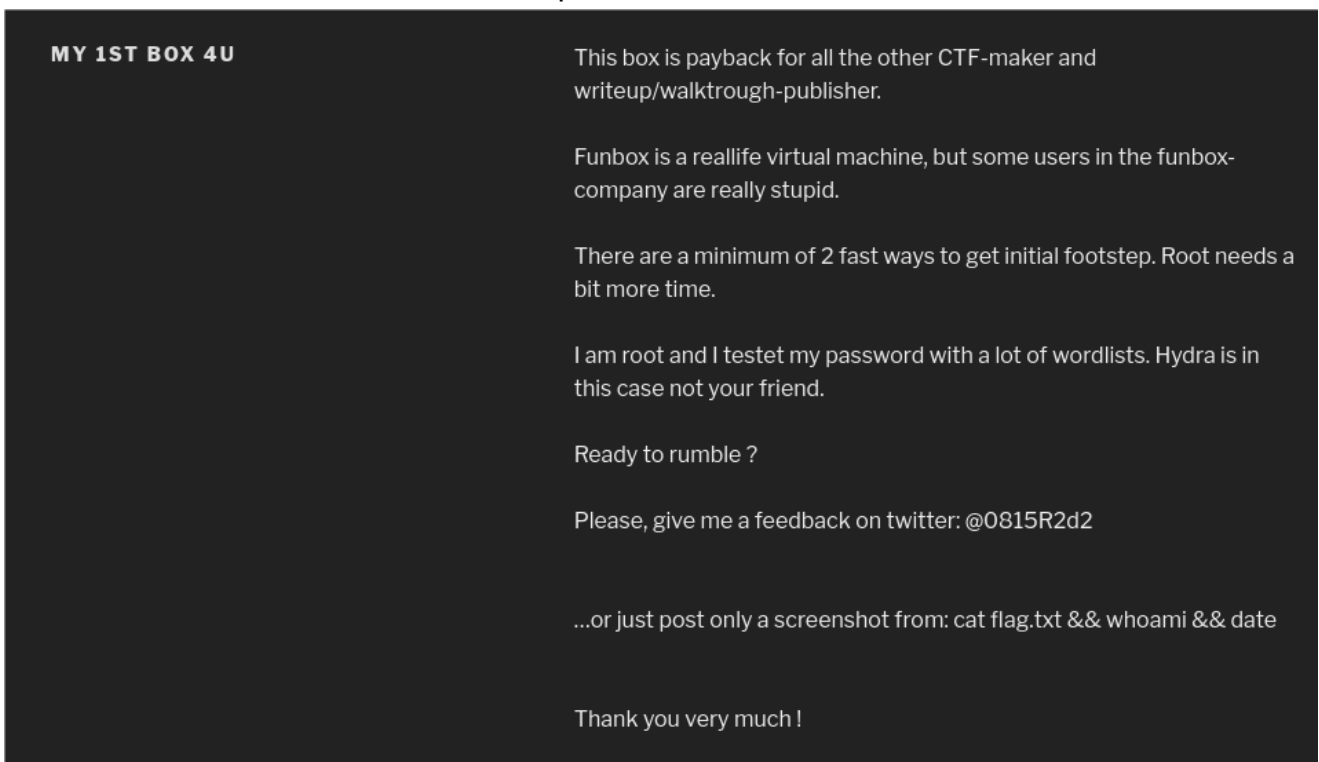 MY 1ST BOX 4U
This box is payback for all the other CTF-maker and
writeup/walktrough-publisher.
Funbox is a reallife virtual machine, but some users in the funbox-
company are really stupid.
There are a minimum of 2 fast ways to get initial footstep. Root needs a
bit more time.
I am root and I testet my password with a lot of wordlists. Hydra is in
this case not your friend.
Ready to rumble ?
Please, give me a feedback on twitter: @0815R2d2
…or just post only a screenshot from: cat flag.txt && whoami && date
Thank you very much !